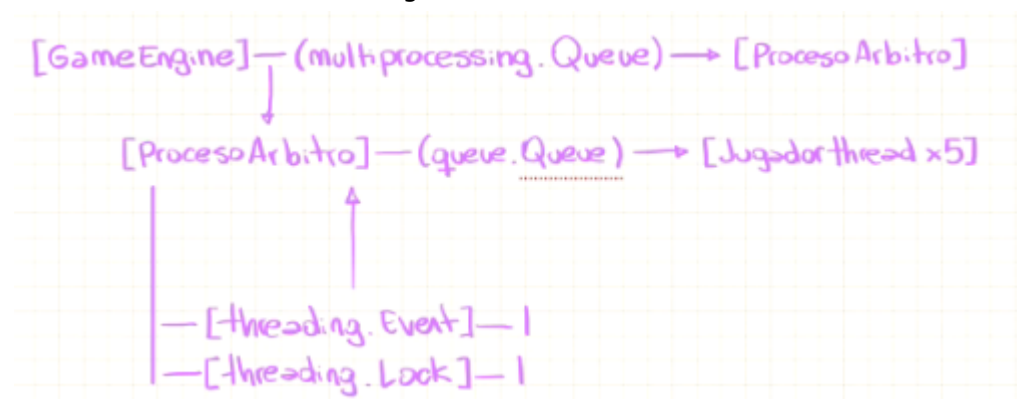 [GameEngine]—(multiprocessing.Queue)→[ProcesoArbitro]
[ProcesoArbitro]—(queue.Queue)→[Jugadorthread x5]
—[threading.Event]—1
—[threading.Lock]—1